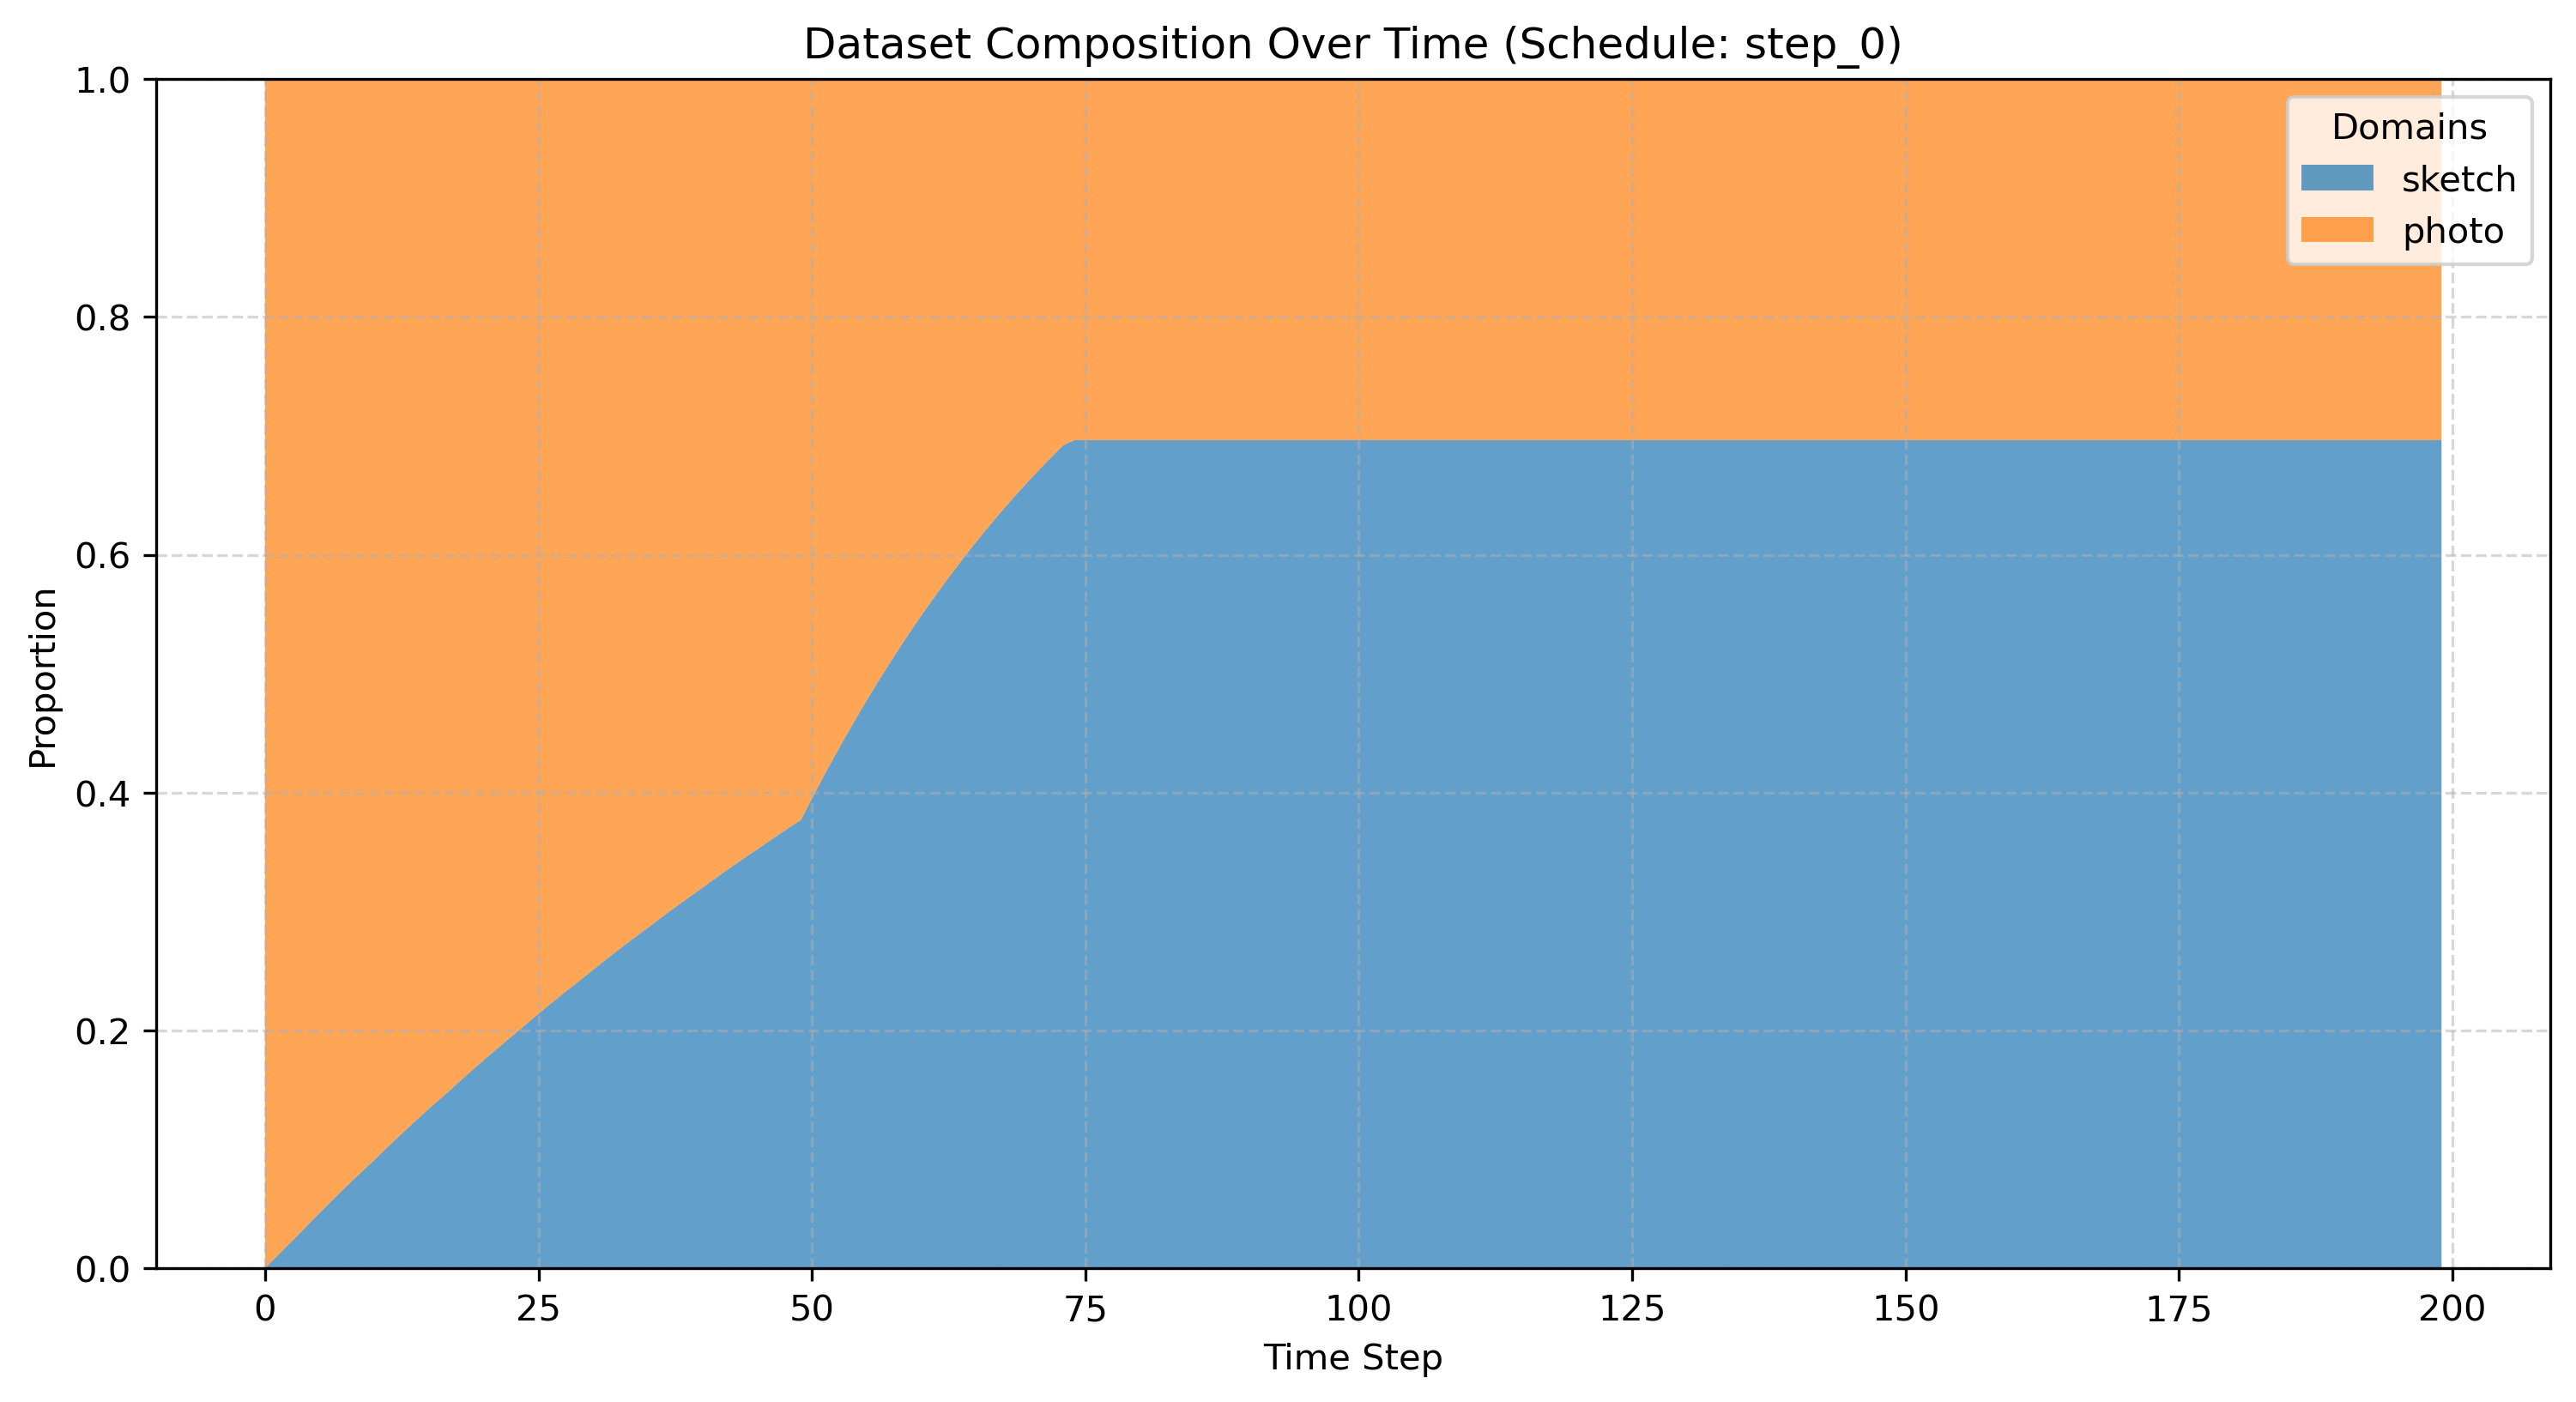 Dataset Composition Over Time (Schedule: step_0)
1.0
0.8
0.6
0.4
0.2
0.0
Proportion
Domains
sketch
photo
0 25 50 75 100 125 150 175 200
Time Step